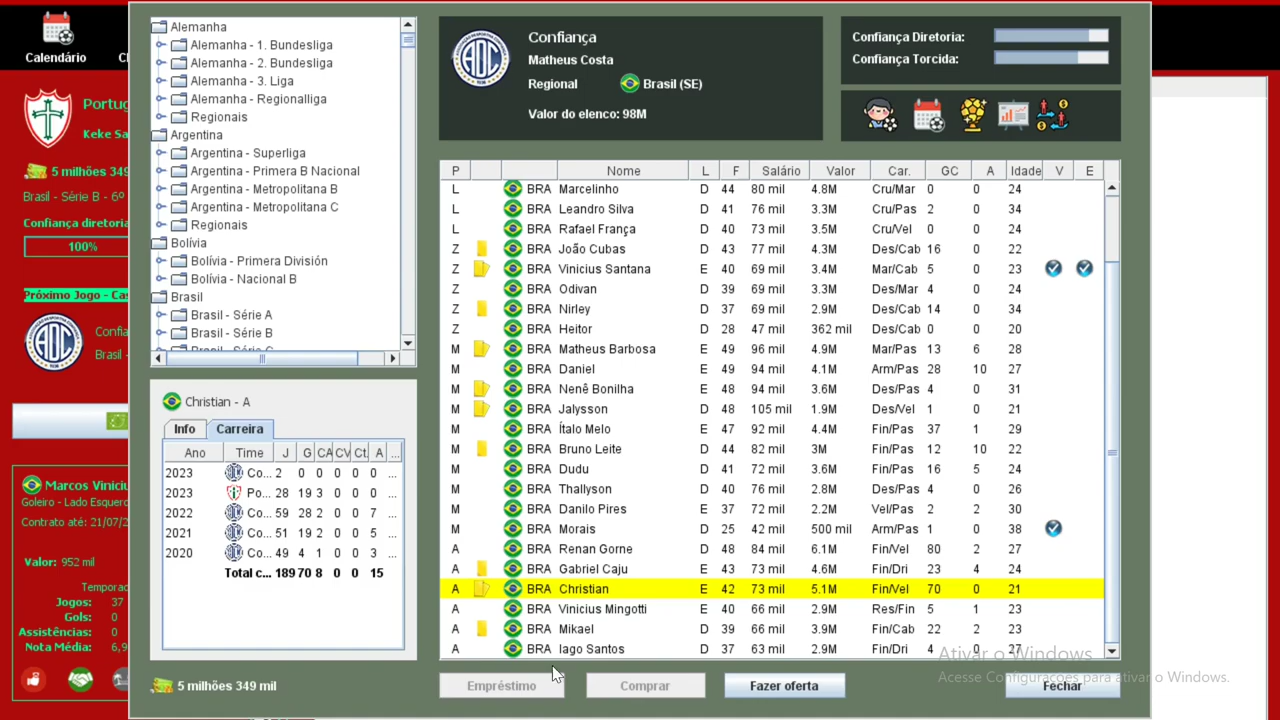 Calendário
Portug
Keke Sa
5 milhões 349
Brasil - Série B - 6º
Confiança diretoria
100%
Próximo Jogo - Cas
Confia
Brasil -
Marcos Viniciu
Goleiro - Lado Esquero
Contrato até: 21/07/2
Valor: 952 mil
Temporac
Jogos: 37
Gols: 0
Assistências: 0
Nota Média: 6,9
Alemanha
Alemanha - 1. Bundesliga
Alemanha - 2. Bundesliga
Alemanha - 3. Liga
Alemanha - Regionalliga
Regionais
Argentina
Argentina - Superliga
Argentina - Primera B Nacional
Argentina - Metropolitana B
Argentina - Metropolitana C
Regionais
Bolívia
Bolívia - Primera División
Bolívia - Nacional B
Brasil
Brasil - Série A
Brasil - Série B
Brasil - Série C
Christian - A
Info Carreira
Ano Time J G CA CV Ct A ...
2023 Co... 2 0 0 0 0 0 ...
2023 Po... 28 19 3 0 0 0 ...
2022 Co... 59 28 2 0 0 7 ...
2021 Co... 51 19 2 0 0 5 ...
2020 Co... 49 4 1 0 0 3 ...
Total c... 189 70 8 0 0 15
5 milhões 349 mil
ADC
Confiança
Matheus Costa
Regional Brasil (SE)
Valor do elenco: 98M
Confiança Diretoria:
Confiança Torcida:
P Nome L F Salário Valor Car. GC A Idade V E
L BRA Marcelinho D 44 80 mil 4.8M Cru/Mar 0 0 24
L BRA Leandro Silva D 41 76 mil 3.3M Cru/Pas 2 0 34
L BRA Rafael França D 40 73 mil 3.5M Cru/Vel 0 0 24
Z BRA João Cubas D 43 77 mil 4.3M Des/Cab 16 0 22
Z BRA Vinicius Santana E 40 69 mil 3.4M Mar/Cab 5 0 23
Z BRA Odivan D 39 69 mil 3.3M Des/Mar 4 0 24
Z BRA Nirley D 37 69 mil 2.9M Des/Cab 14 0 34
Z BRA Heitor D 28 47 mil 362 mil Des/Cab 0 0 20
M BRA Matheus Barbosa E 49 96 mil 4.9M Mar/Pas 13 6 28
M BRA Daniel E 49 94 mil 4.1M Arm/Pas 28 10 27
M BRA Nenê Bonilha E 48 94 mil 3.6M Des/Pas 4 0 31
M BRA Jalysson D 48 105 mil 1.9M Des/Vel 1 0 21
M BRA Ítalo Melo E 47 92 mil 4.4M Fin/Pas 37 1 29
M BRA Bruno Leite D 44 82 mil 3M Fin/Pas 12 10 22
M BRA Dudu D 41 72 mil 3.6M Fin/Pas 16 5 24
M BRA Thallyson D 40 76 mil 2.8M Des/Pas 4 0 26
M BRA Danilo Pires E 37 72 mil 2.2M Vel/Pas 2 2 30
M BRA Morais D 25 42 mil 500 mil Arm/Pas 1 0 38
A BRA Renan Gorne D 48 84 mil 6.1M Fin/Vel 80 2 27
A BRA Gabriel Caju E 43 73 mil 4.6M Fin/Dri 23 4 24
A BRA Christian E 42 73 mil 5.1M Fin/Vel 70 0 21
A BRA Vinicius Mingotti E 40 66 mil 2.9M Res/Fin 5 1 23
A BRA Mikael D 39 66 mil 3.9M Fin/Cab 22 2 23
A BRA Iago Santos D 37 63 mil 2.9M Fin/Dri 4 0 27
Ativar o Windows
Acesse Configurações para ativar o Windows.
Empréstimo Comprar Fazer oferta Fechar